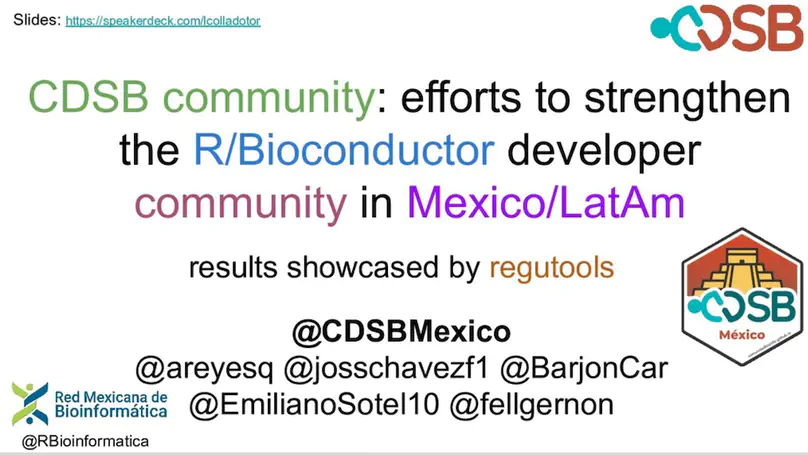 Slides: https://speakerdeck.com/lcolladotor
CDSB
CDSB community: efforts to strengthen
the R/Bioconductor developer
community in Mexico/LatAm
results showcased by regutools
CDSB
México
@CDSBMexico
@areyesq @josschavezf1 @BarjonCar
@EmilianoSotel10 @fellgernon
Red Mexicana de
Bioinformática
@RBioinformatica